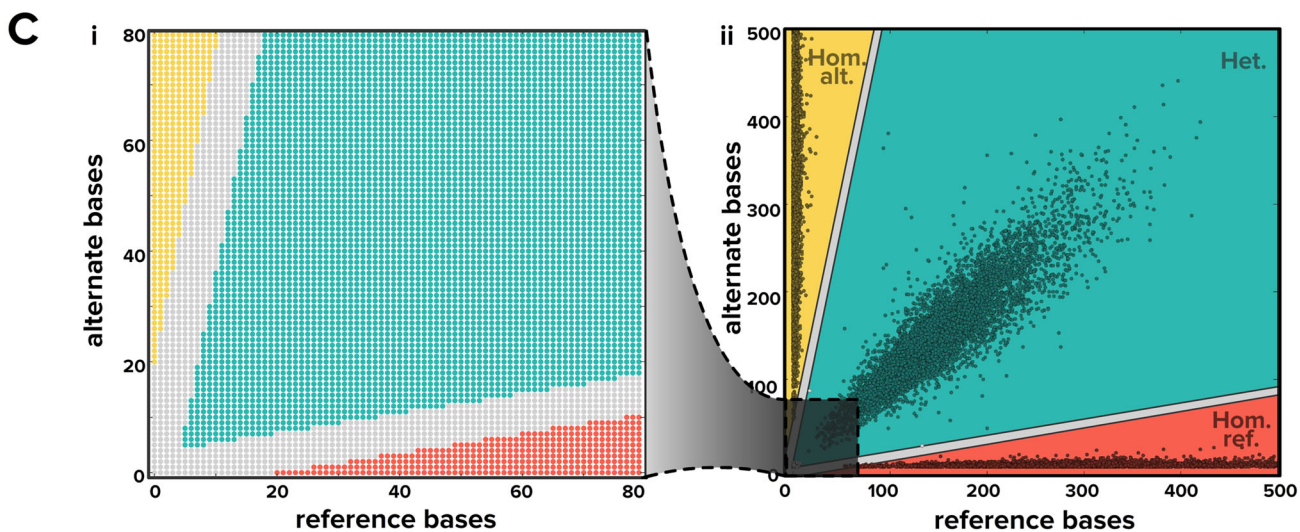 C
i
80
60
40
20
0
alternate bases
0 20 40 60 80
reference bases
ii
500
400
300
200
100
0
alternate bases
Hom.
alt.
Het.
Hom.
ref.
0 100 200 300 400 500
reference bases